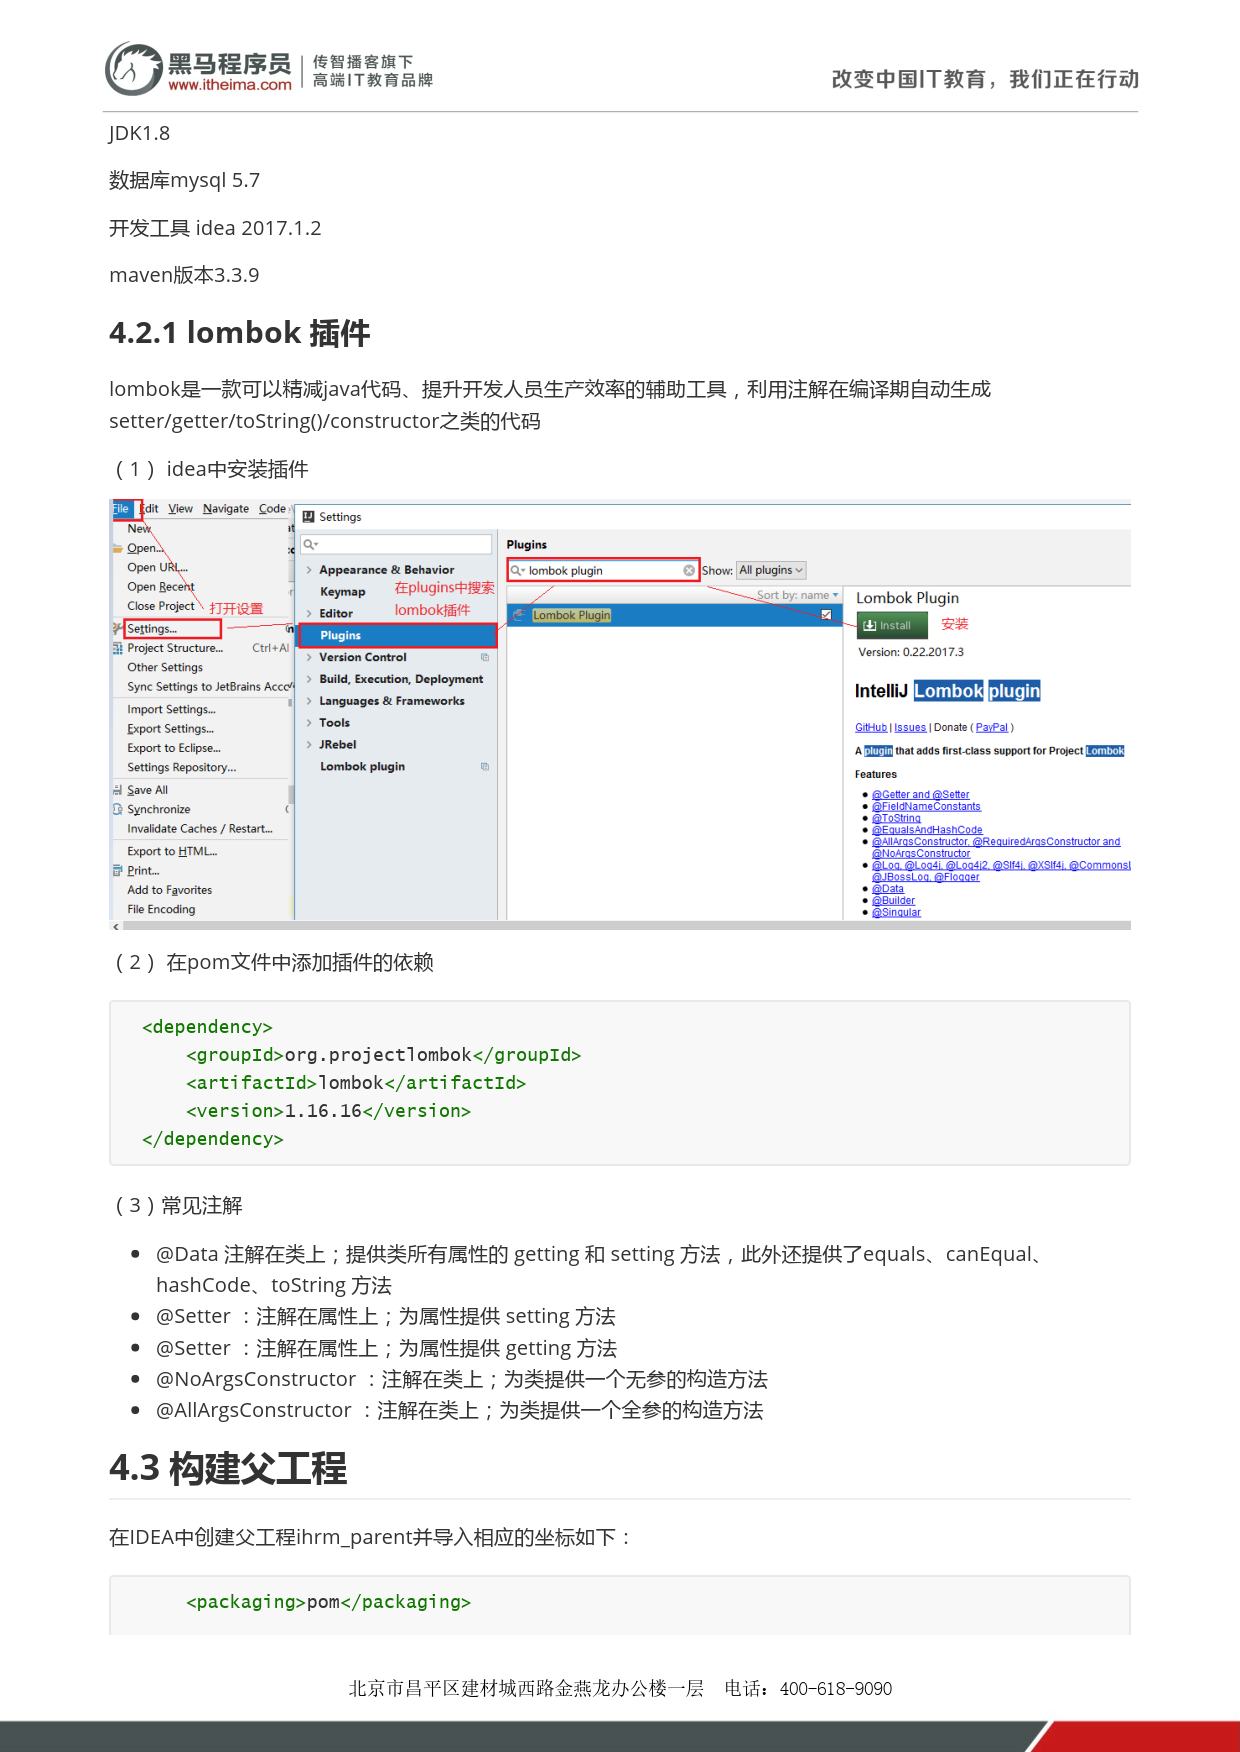 黑马程序员
www.itheima.com
传智播客旗下
高端IT教育品牌
改变中国IT教育，我们正在行动
JDK1.8
数据库mysql 5.7
开发工具 idea 2017.1.2
maven版本3.3.9
4.2.1 lombok 插件
lombok是一款可以精减java代码、提升开发人员生产效率的辅助工具，利用注解在编译期自动生成
setter/getter/toString()/constructor之类的代码
（1） idea中安装插件
File Edit View Navigate Code
New
Open...
Open URL...
Open Recent
Close Project
打开设置
Settings...
Project Structure... Ctrl+Al
Other Settings
Sync Settings to JetBrains Acco
Import Settings...
Export Settings...
Export to Eclipse...
Settings Repository...
Save All
Synchronize
Invalidate Caches / Restart...
Export to HTML...
Print...
Add to Favorites
File Encoding
Settings
Appearance & Behavior
Keymap
在plugins中搜索
Editor
lombok插件
Plugins
Version Control
Build, Execution, Deployment
Languages & Frameworks
Tools
JRebel
Lombok plugin
Plugins
lombok plugin
Show: All plugins
Sort by: name
Lombok Plugin
Lombok Plugin
Install
安装
Version: 0.22.2017.3
IntelliJ Lombok plugin
GitHub | Issues | Donate ( PayPal )
A plugin that adds first-class support for Project Lombok
Features
@Getter and @Setter
@FieldNameConstants
@ToString
@EqualsAndHashCode
@AllArgsConstructor, @RequiredArgsConstructor and
@NoArgsConstructor
@Log, @Log4j, @Log4j2, @Slf4j, @XSlf4j, @CommonsL
@JBossLog, @Flogger
@Data
@Builder
@Singular
（2） 在pom文件中添加插件的依赖
<dependency>
<groupId>org.projectlombok</groupId>
<artifactId>lombok</artifactId>
<version>1.16.16</version>
</dependency>
（3）常见注解
@Data 注解在类上；提供类所有属性的 getting 和 setting 方法，此外还提供了equals、canEqual、
hashCode、toString 方法
@Setter ：注解在属性上；为属性提供 setting 方法
@Setter ：注解在属性上；为属性提供 getting 方法
@NoArgsConstructor ：注解在类上；为类提供一个无参的构造方法
@AllArgsConstructor ：注解在类上；为类提供一个全参的构造方法
4.3 构建父工程
在IDEA中创建父工程ihrm_parent并导入相应的坐标如下：
<packaging>pom</packaging>
北京市昌平区建材城西路金燕龙办公楼一层 电话：400-618-9090